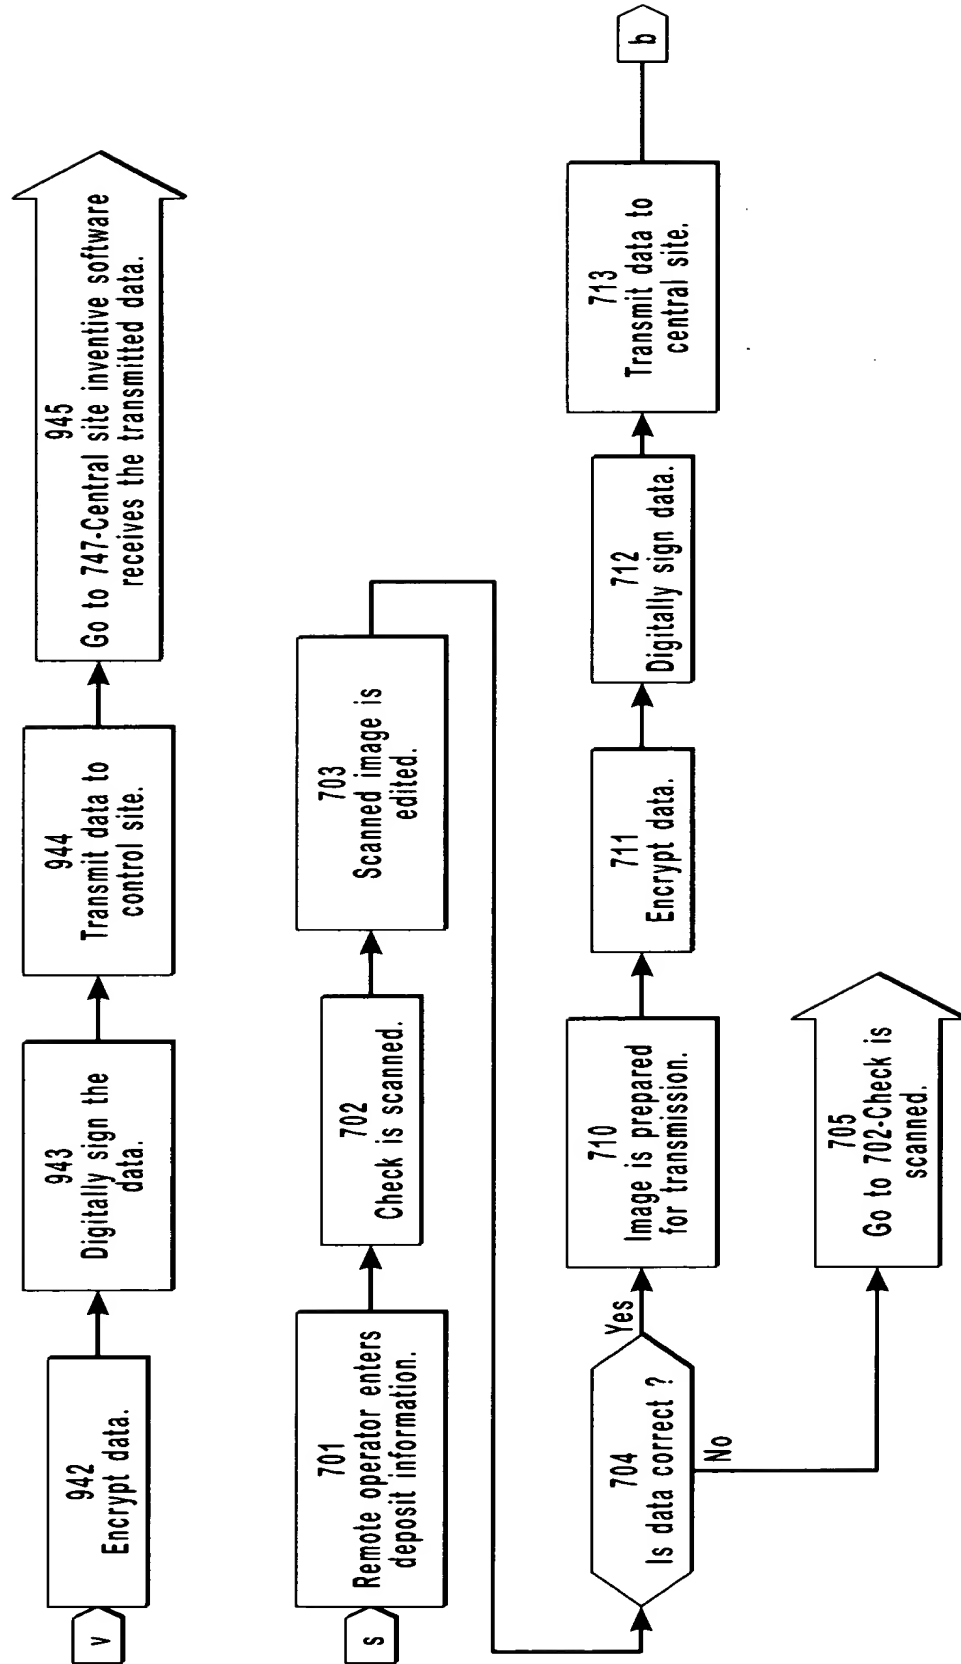 v
942
Encrypt data.
943
Digitally sign the
data.
944
Transmit data to
control site.
945
Go to 747-Central site inventive software
receives the transmitted data.
s
701
Remote operator enters
deposit information.
702
Check is scanned.
703
Scanned image is
edited.
704
Is data correct ?
Yes
No
710
Image is prepared
for transmission.
711
Encrypt data.
712
Digitally sign data.
713
Transmit data to
central site.
b
705
Go to 702-Check is
scanned.